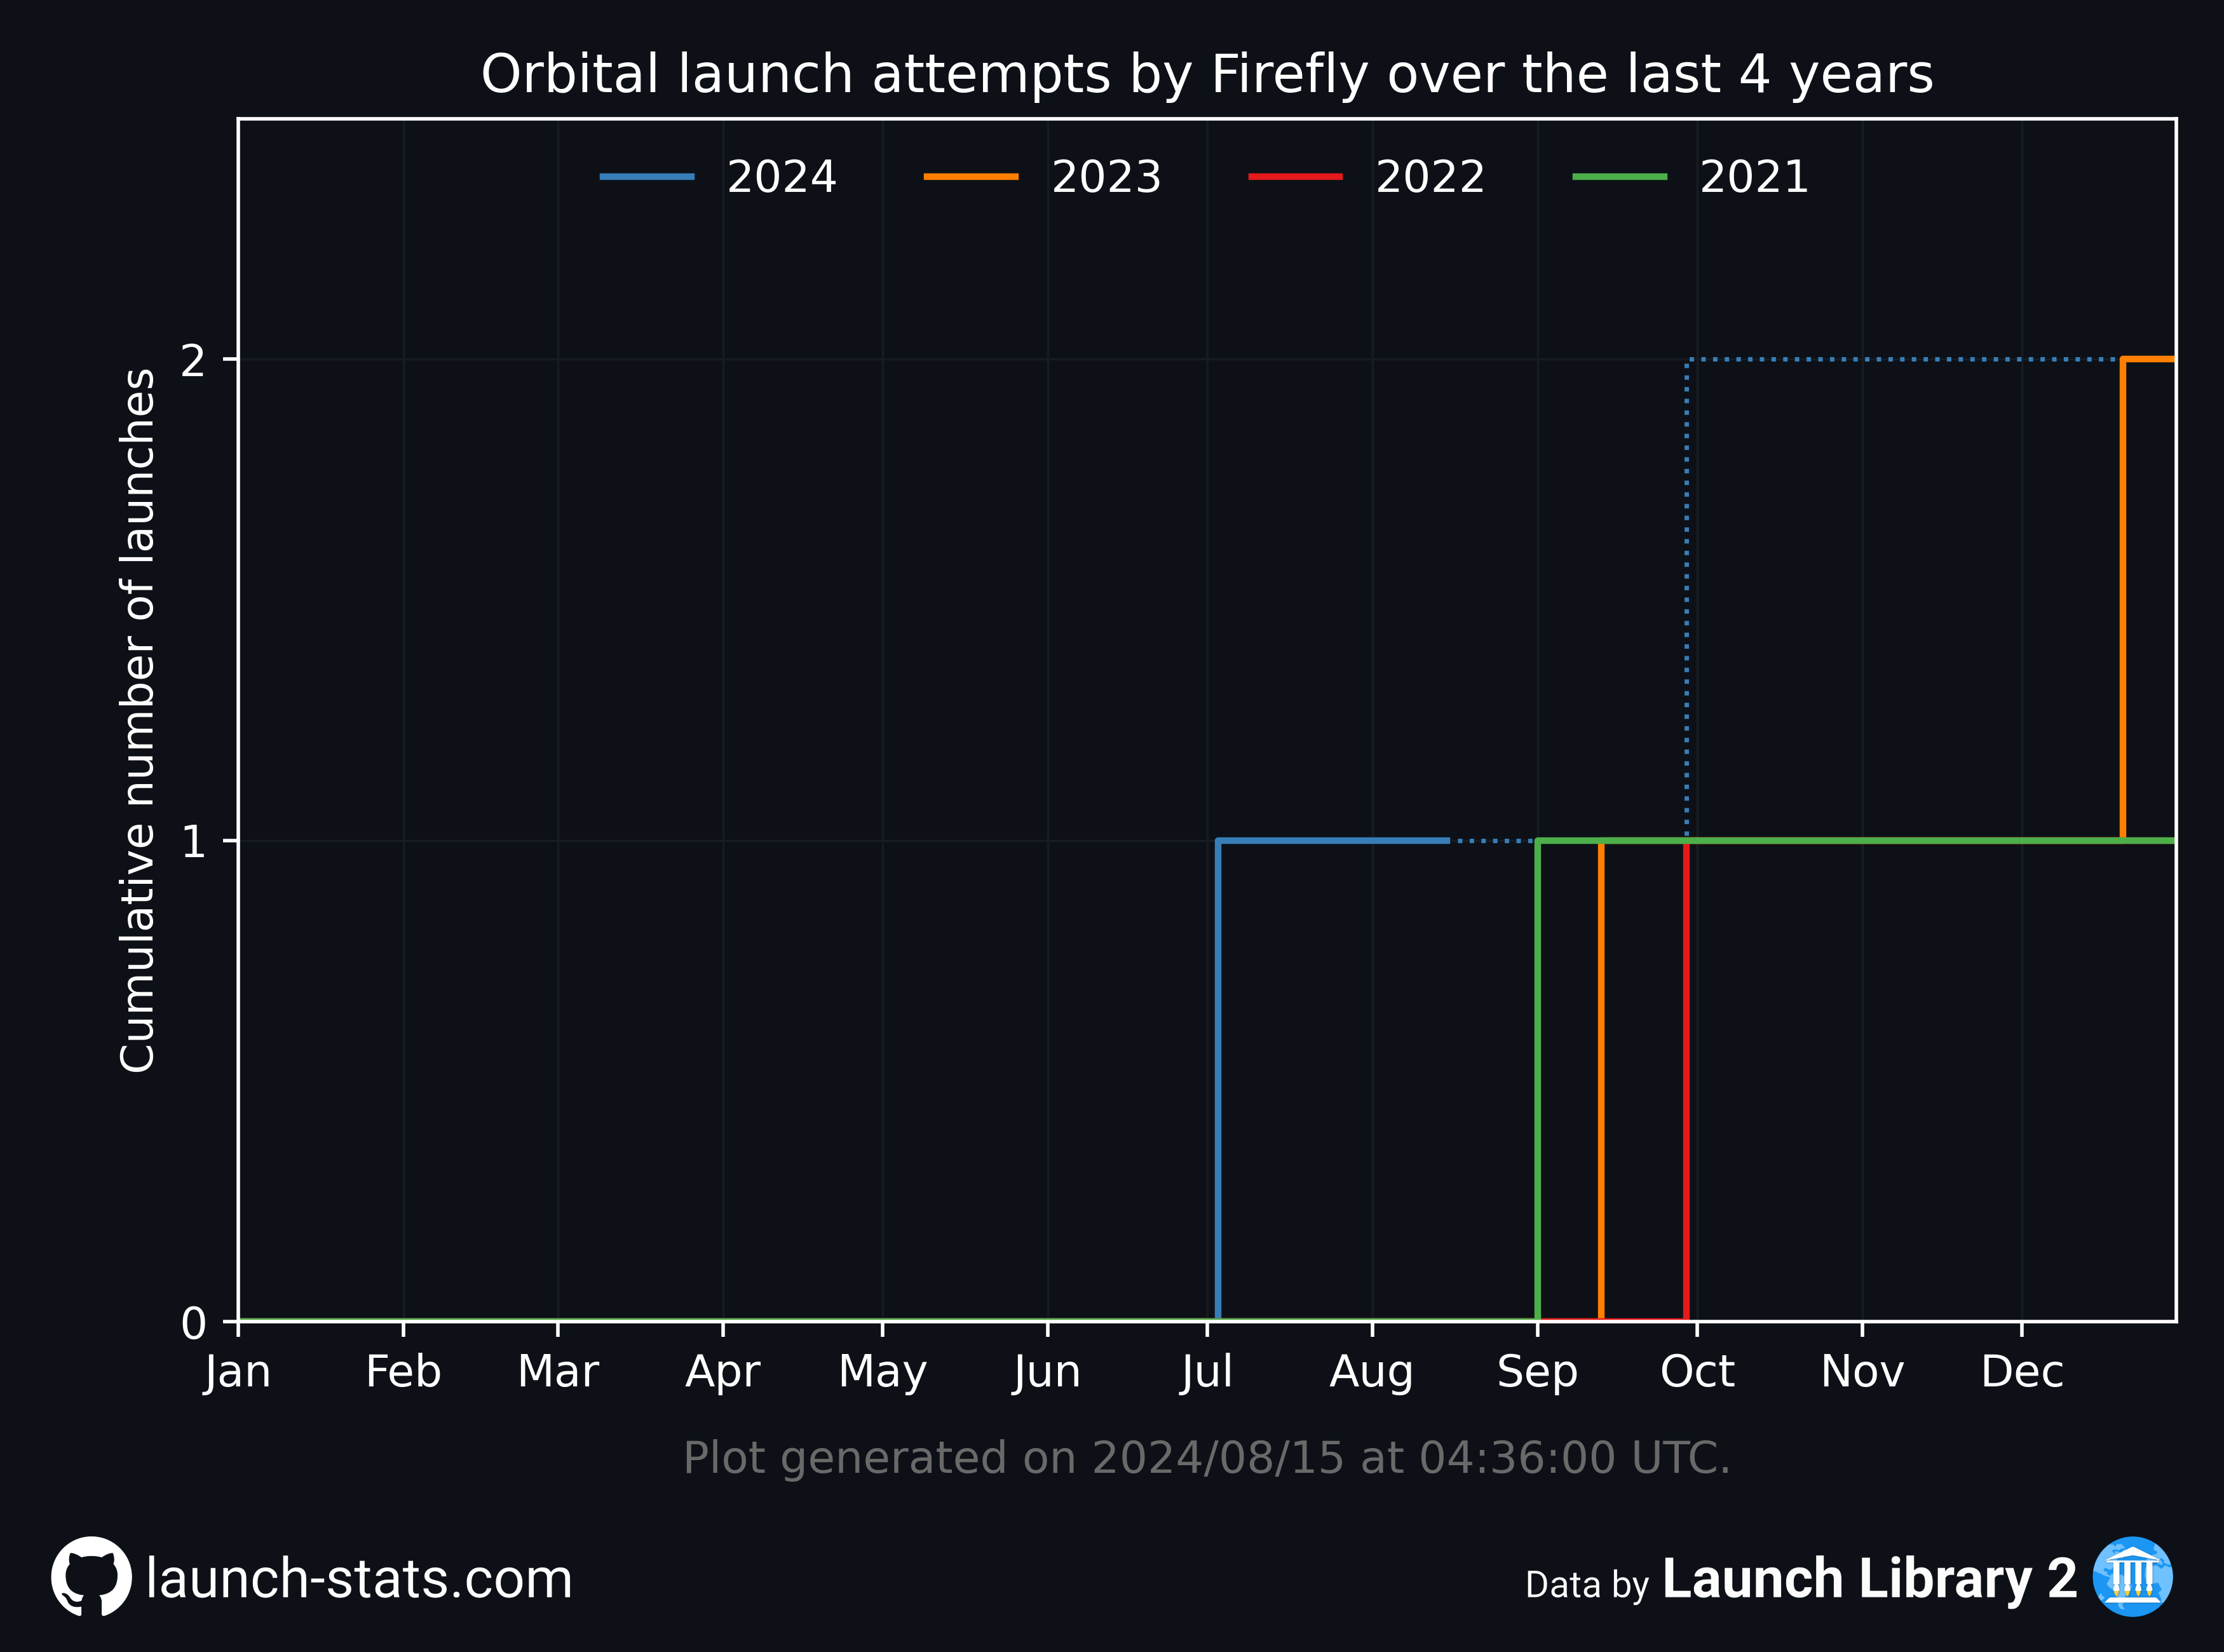 Orbital launch attempts by Firefly over the last 4 years
2024 2023 2022 2021
Cumulative number of launches
2
1
0
Jan Feb Mar Apr May Jun Jul Aug Sep Oct Nov Dec
Plot generated on 2024/08/15 at 04:36:00 UTC.
launch-stats.com
Data by Launch Library 2